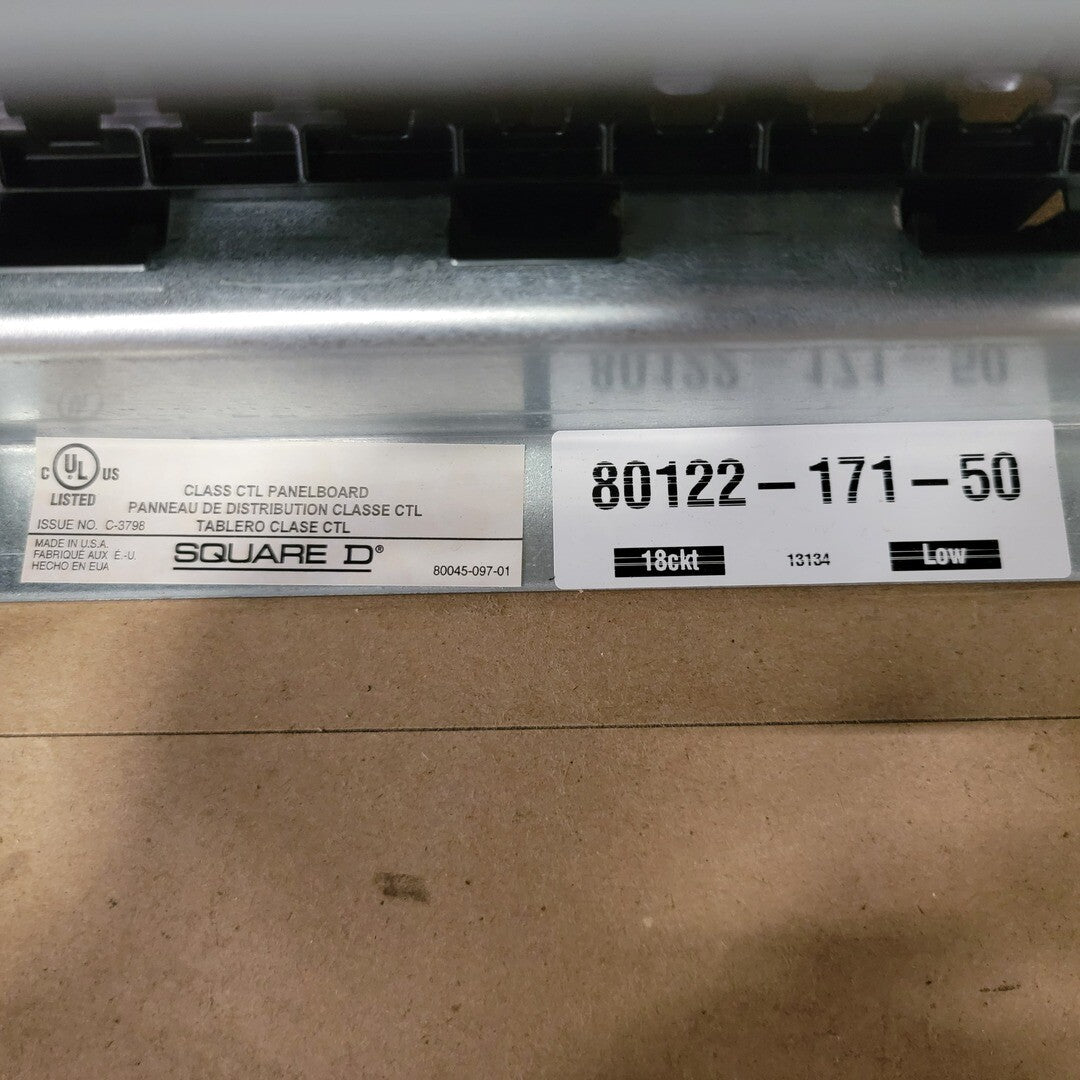 C UL US
LISTED
CLASS CTL PANELBOARD
PANNEAU DE DISTRIBUTION CLASSE CTL
ISSUE NO. C-3798
TABLERO CLASE CTL
MADE IN U.S.A.
FABRIQUÉ AUX É.-U.
HECHO EN EUA
SQUARE D®
80045-097-01
80122-171-50
18ckt
13134
Low